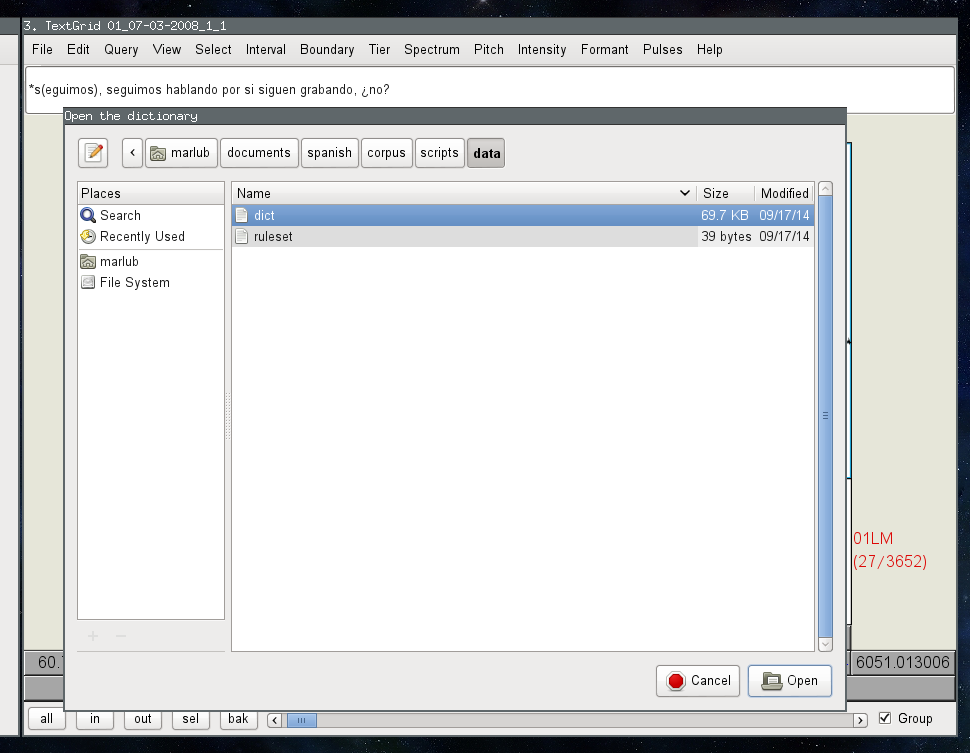 3. TextGrid 01_07-03-2008_1_1
File Edit Query View Select Interval Boundary Tier Spectrum Pitch Intensity Formant Pulses Help
*s(eguimos), seguimos hablando por si siguen grabando, ¿no?
Open the dictionary
< marlub documents spanish corpus scripts data
Places
Search
Recently Used
marlub
File System
Name Size Modified
dict 69.7 KB 09/17/14
ruleset 39 bytes 09/17/14
01LM
(27/3652)
6051.013006
Cancel Open
all in out sel bak Group